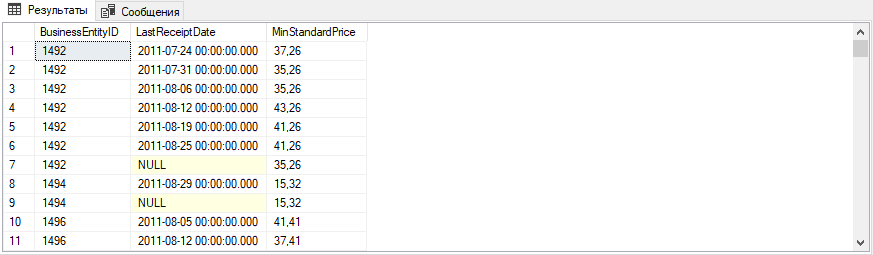 Результаты Сообщения
BusinessEntityID LastReceiptDate MinStandardPrice
1 1492 2011-07-24 00:00:00.000 37,26
2 1492 2011-07-31 00:00:00.000 35,26
3 1492 2011-08-06 00:00:00.000 35,26
4 1492 2011-08-12 00:00:00.000 43,26
5 1492 2011-08-19 00:00:00.000 41,26
6 1492 2011-08-25 00:00:00.000 41,26
7 1492 NULL 35,26
8 1494 2011-08-29 00:00:00.000 15,32
9 1494 NULL 15,32
10 1496 2011-08-05 00:00:00.000 41,41
11 1496 2011-08-12 00:00:00.000 37,41